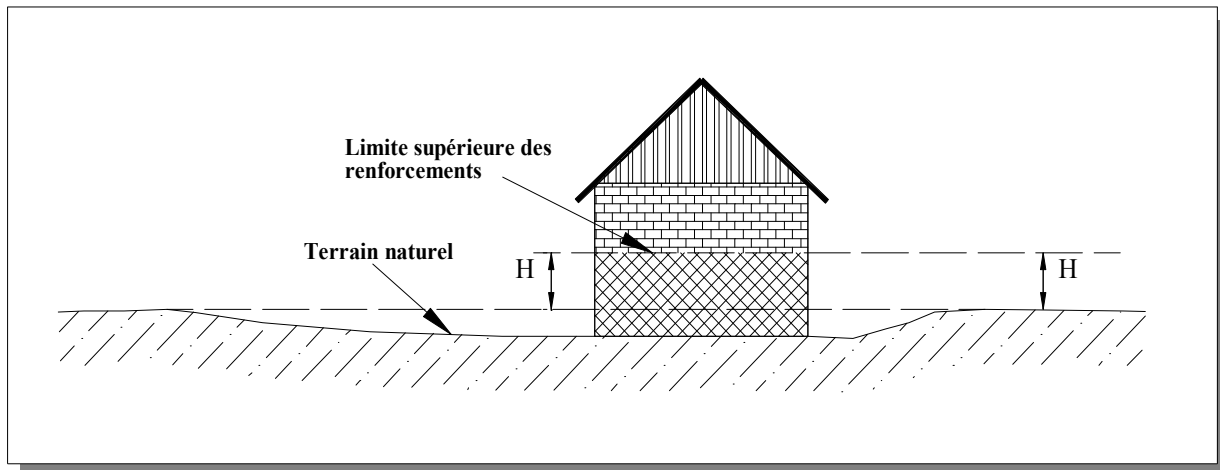 Limite supérieure des
renforcements
Terrain naturel
H
H